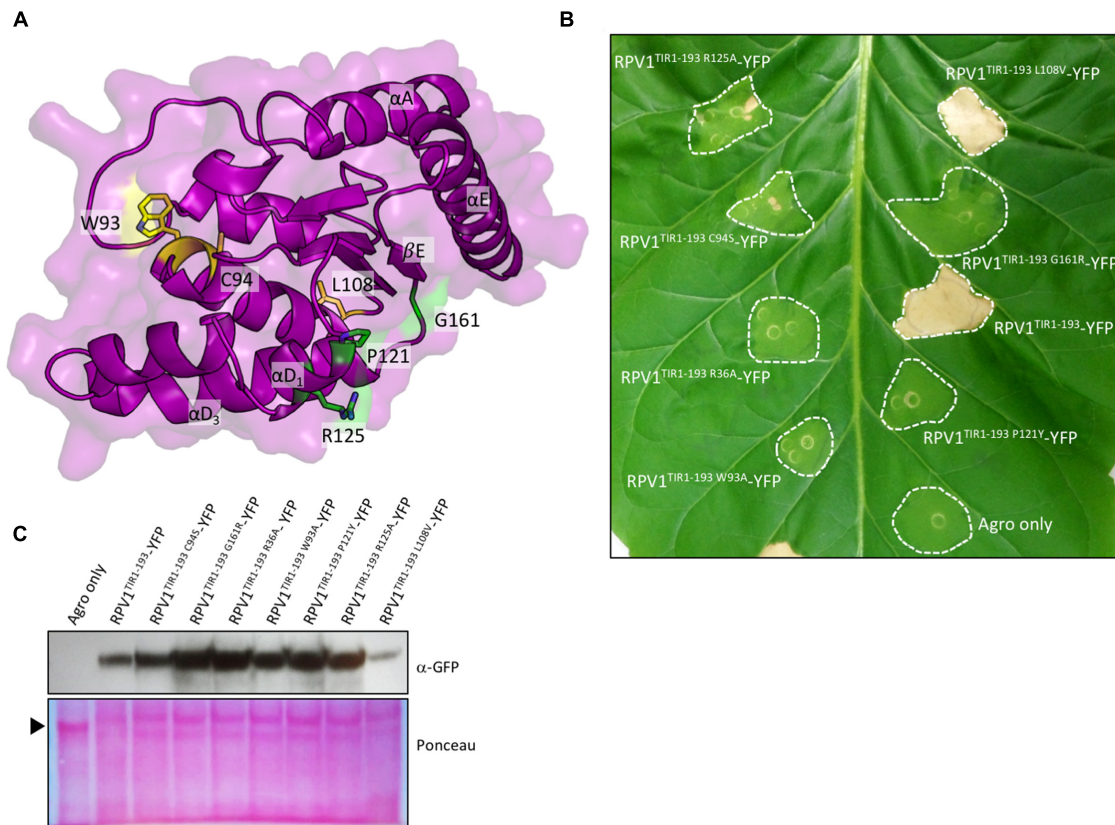 A
αA
W93
αE
βE
C94
L108
G161
P121
αD1
αD3
R125
B
RPV1TIR1-193 R125A-YFP
RPV1TIR1-193 L108V-YFP
RPV1TIR1-193 C94S-YFP
RPV1TIR1-193 G161R-YFP
RPV1TIR1-193-YFP
RPV1TIR1-193 R36A-YFP
RPV1TIR1-193 P121Y-YFP
RPV1TIR1-193 W93A-YFP
Agro only
C
Agro only
RPV1TIR1-193-YFP
RPV1TIR1-193 C94S-YFP
RPV1TIR1-193 G161R-YFP
RPV1TIR1-193 R36A-YFP
RPV1TIR1-193 W93A-YFP
RPV1TIR1-193 P121Y-YFP
RPV1TIR1-193 R125A-YFP
RPV1TIR1-193 L108V-YFP
α-GFP
Ponceau